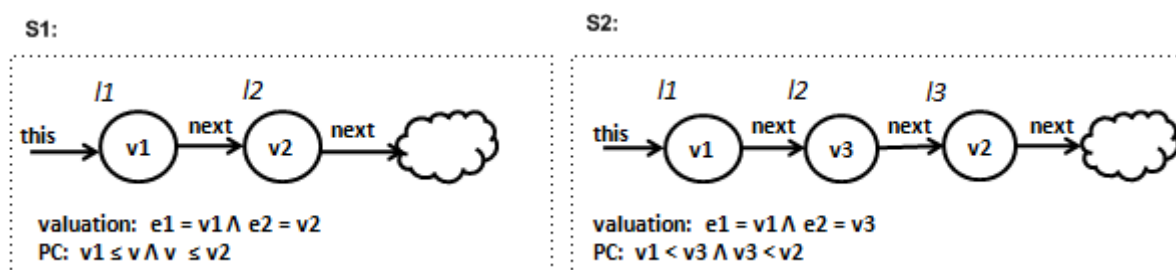 S1:
l1 l2
this v1 next v2 next
valuation: e1 = v1 Λ e2 = v2
PC: v1 ≤ v Λ v ≤ v2
S2:
l1 l2 l3
this v1 next v3 next v2 next
valuation: e1 = v1 Λ e2 = v3
PC: v1 < v3 Λ v3 < v2